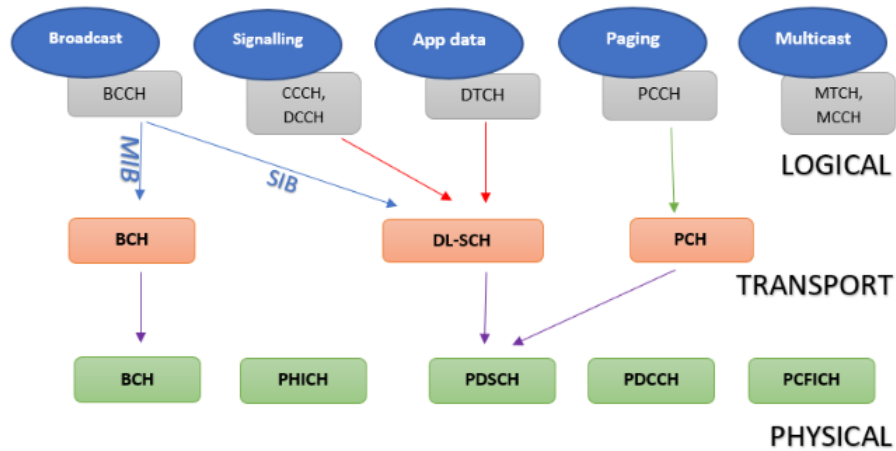 Broadcast
Signalling
App data
Paging
Multicast
BCCH
CCCH,
DCCH
DTCH
PCCH
MTCH,
MCCH
LOGICAL
MIB
SIB
BCH
DL-SCH
PCH
TRANSPORT
BCH
PHICH
PDSCH
PDCCH
PCFICH
PHYSICAL